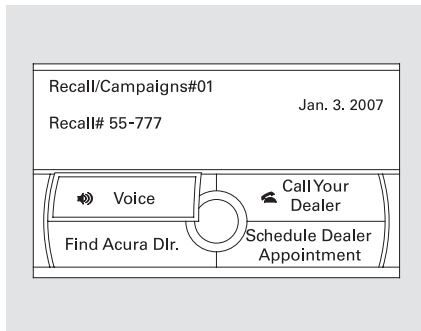 Recall/Campaigns#01
Jan. 3. 2007
Recall# 55-777
Voice
Call Your
Dealer
Find Acura Dlr.
Schedule Dealer
Appointment